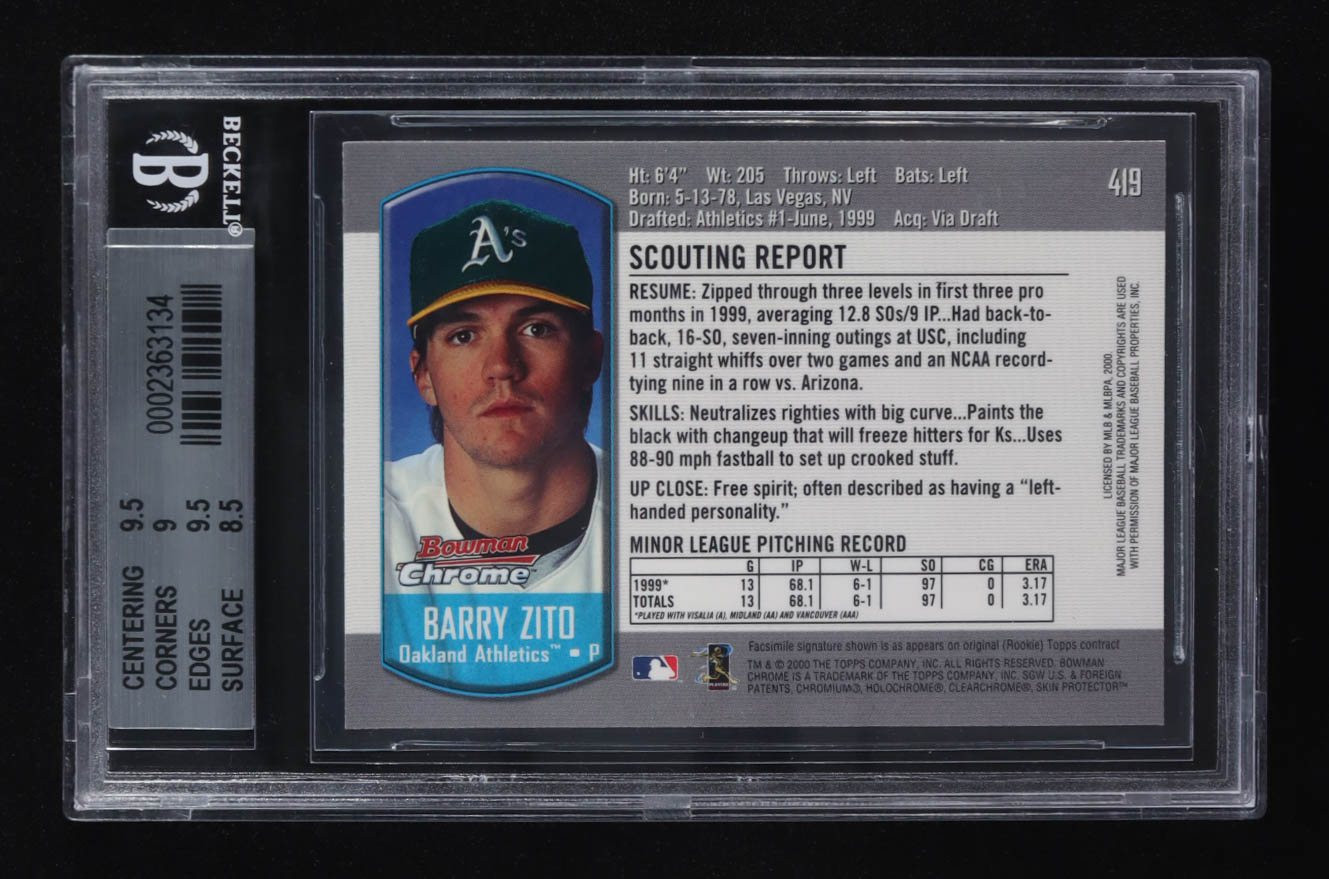 BECKETT®
B
0002363134
CENTERING 9.5
CORNERS 9
EDGES 9.5
SURFACE 8.5
A's
Bowman
Chrome
BARRY ZITO
Oakland Athletics™ ▪ P
Ht: 6'4" Wt: 205 Throws: Left Bats: Left
Born: 5-13-78, Las Vegas, NV
Drafted: Athletics #1-June, 1999 Acq: Via Draft
419
SCOUTING REPORT
RESUME: Zipped through three levels in first three pro
months in 1999, averaging 12.8 SOs/9 IP...Had back-to-
back, 16-SO, seven-inning outings at USC, including
11 straight whiffs over two games and an NCAA record-
tying nine in a row vs. Arizona.
SKILLS: Neutralizes righties with big curve...Paints the
black with changeup that will freeze hitters for Ks...Uses
88-90 mph fastball to set up crooked stuff.
UP CLOSE: Free spirit; often described as having a "left-
handed personality."
MINOR LEAGUE PITCHING RECORD
G IP W-L SO CG ERA
1999* 13 68.1 6-1 97 0 3.17
TOTALS 13 68.1 6-1 97 0 3.17
*PLAYED WITH VISALIA (A), MIDLAND (AA) AND VANCOUVER (AAA)
Facsimile signature shown is as appears on original (Rookie) Topps contract
TM & © 2000 THE TOPPS COMPANY, INC. ALL RIGHTS RESERVED. BOWMAN
CHROME IS A TRADEMARK OF THE TOPPS COMPANY, INC. SGW U.S. & FOREIGN
PATENTS, CHROMIUM®, HOLOCHROME®, CLEARCHROME®, SKIN PROTECTOR™
LICENSED BY MLB & MLBPA, 2000.
MAJOR LEAGUE BASEBALL TRADEMARKS AND COPYRIGHTS ARE USED
WITH PERMISSION OF MAJOR LEAGUE BASEBALL PROPERTIES, INC.